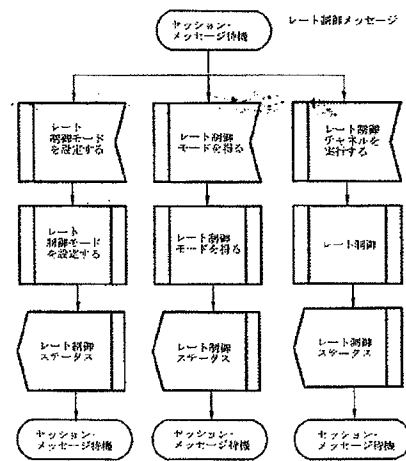 セッション・
メッセージ待機
レート制御メッセージ
レート
制御モード
を設定する
レート制御
モードを得る
レート制御
チャネルを
実行する
レート
制御モード
を設定する
レート制御
モードを得る
レート制御
レート制御
ステータス
レート制御
ステータス
レート制御
ステータス
セッション・
メッセージ待機
セッション・
メッセージ待機
セッション・
メッセージ待機